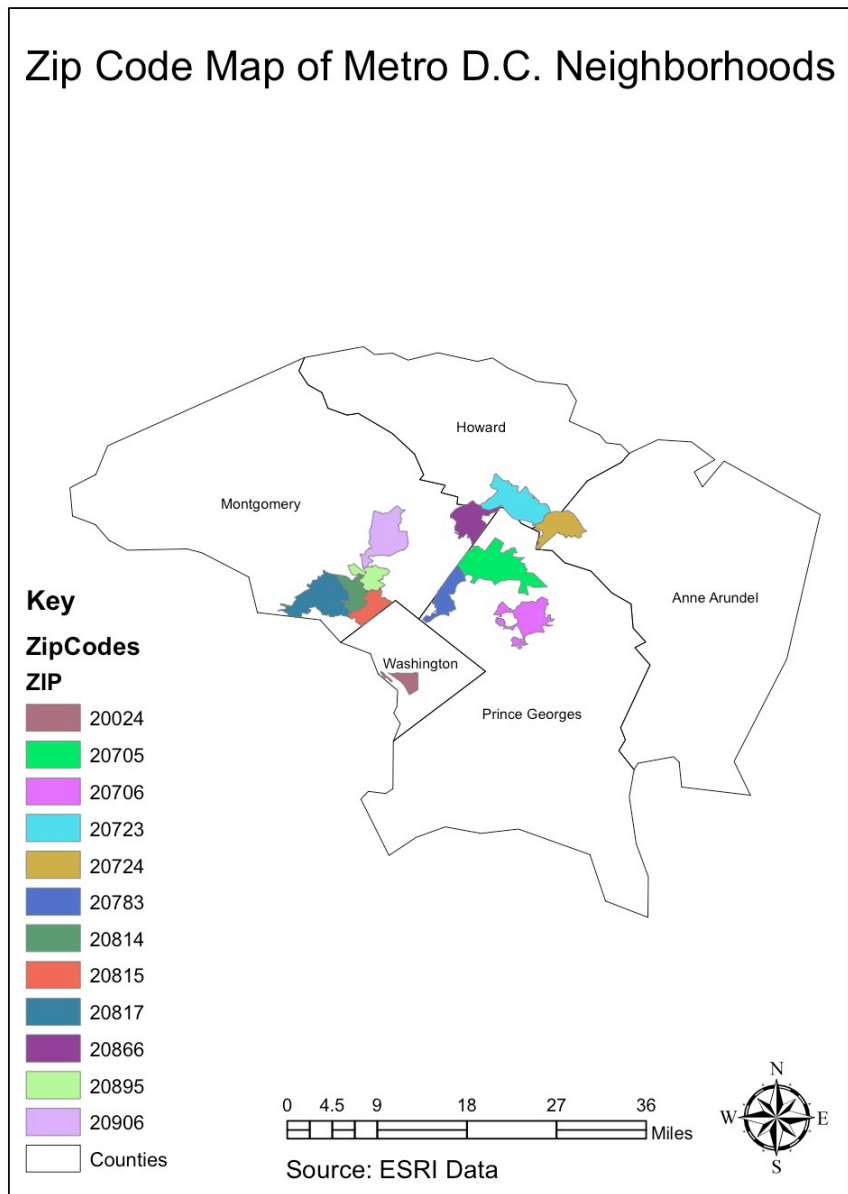 Zip Code Map of Metro D.C. Neighborhoods
Howard
Montgomery
Anne Arundel
Washington
Prince Georges
Key
ZipCodes
ZIP
20024
20705
20706
20723
20724
20783
20814
20815
20817
20866
20895
20906
Counties
0 4.5 9 18 27 36
Miles
Source: ESRI Data
N
W E
S